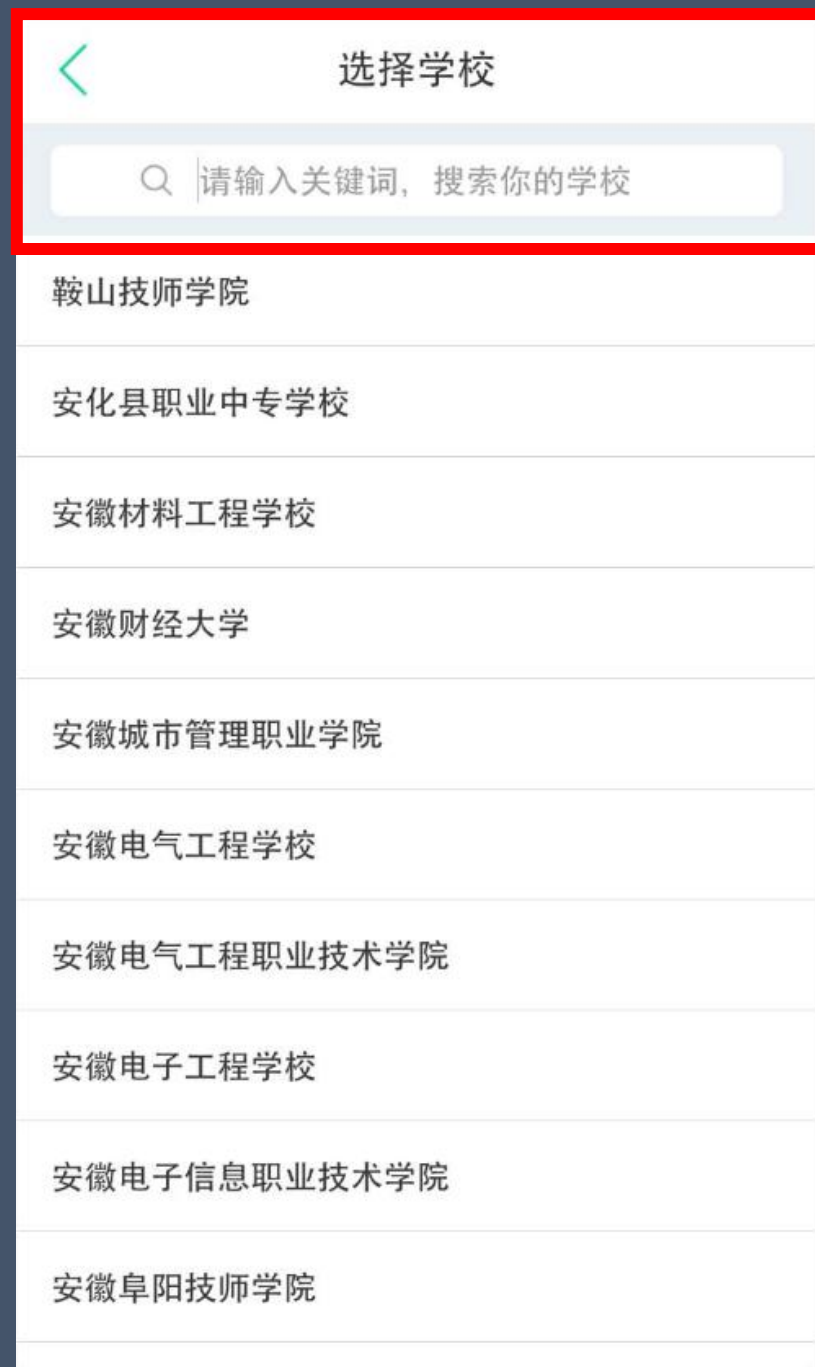 选择学校
请输入关键词，搜索你的学校
鞍山技师学院
安化县职业中专学校
安徽材料工程学校
安徽财经大学
安徽城市管理职业学院
安徽电气工程学校
安徽电气工程职业技术学院
安徽电子工程学校
安徽电子信息职业技术学院
安徽阜阳技师学院